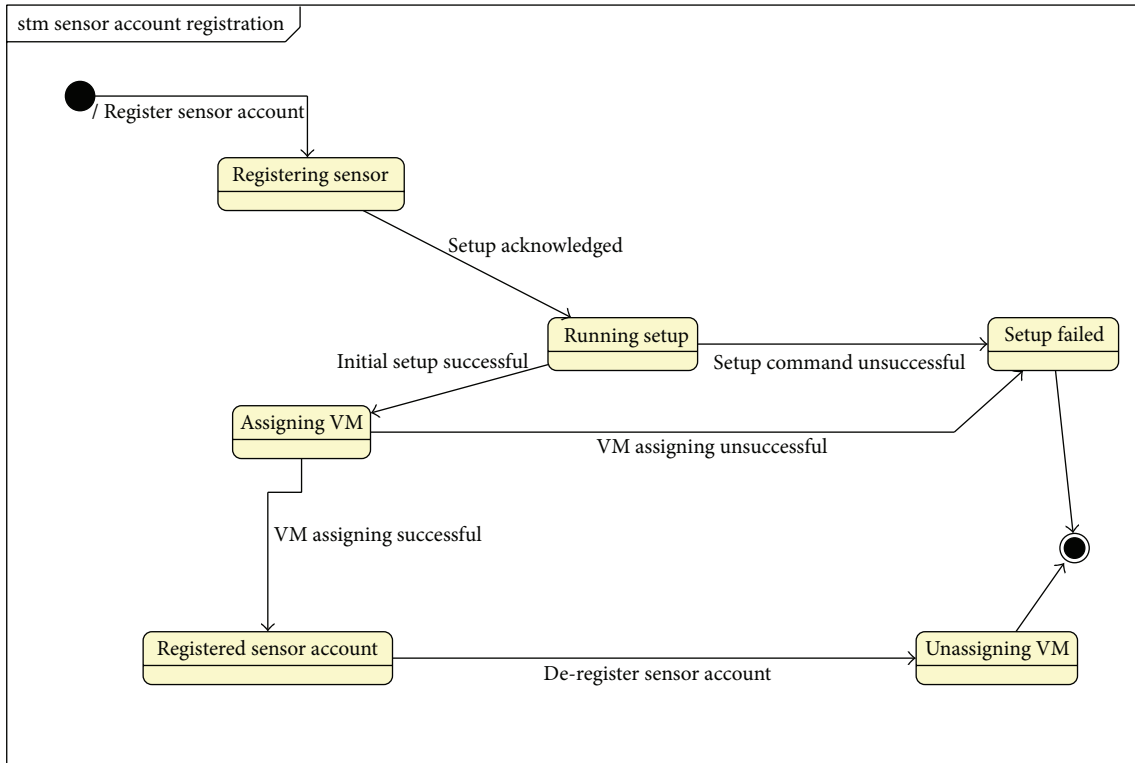 stm sensor account registration
/ Register sensor account
Registering sensor
Setup acknowledged
Running setup
Setup failed
Initial setup successful
Setup command unsuccessful
Assigning VM
VM assigning unsuccessful
VM assigning successful
Registered sensor account
Unassigning VM
De-register sensor account